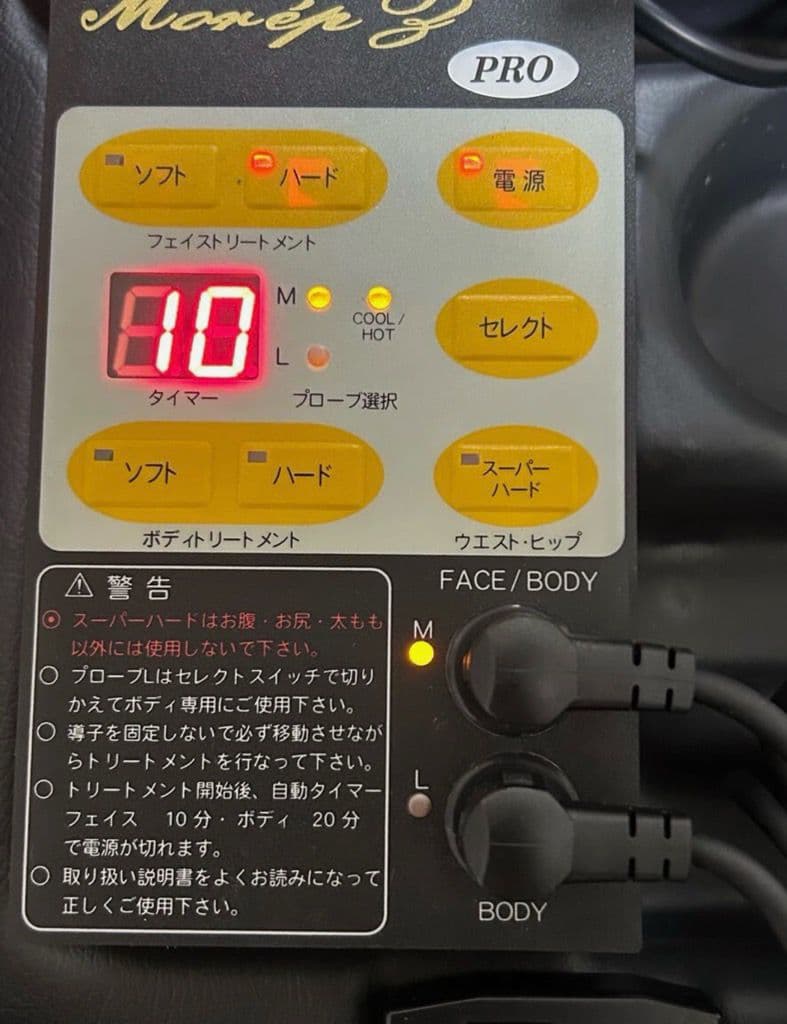 Morép Z
PRO
ソフト
ハード
電源
フェイストリートメント
10
M
COOL/
HOT
セレクト
L
タイマー
プローブ選択
ソフト
ハード
スーパー
ハード
ボディトリートメント
ウエスト・ヒップ
⚠ 警告
FACE/BODY
◉ スーパーハードはお腹・お尻・太もも
以外には使用しないで下さい。
○ プローブLはセレクトスイッチで切り
かえてボディ専用にご使用下さい。
○ 導子を固定しないで必ず移動させなが
らトリートメントを行なって下さい。
○ トリートメント開始後、自動タイマー
フェイス 10分・ボディ 20分
で電源が切れます。
○ 取り扱い説明書をよくお読みになって
正しくご使用下さい。
M
L
BODY